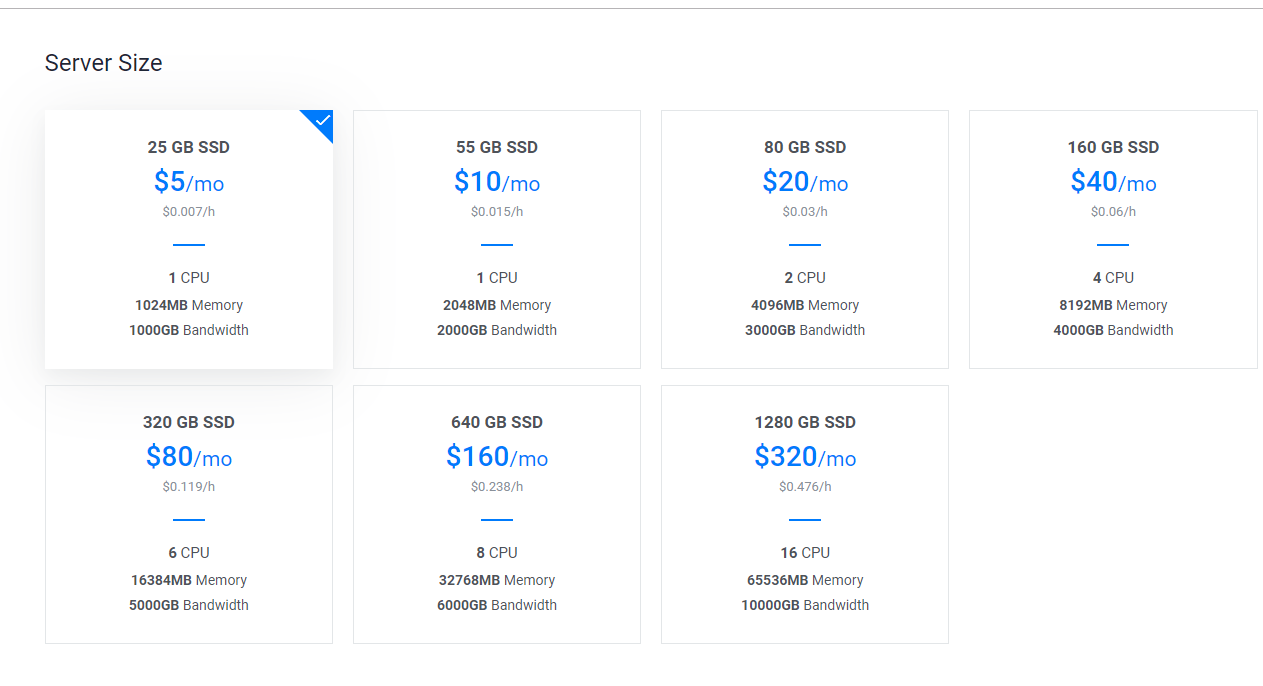 Server Size
25 GB SSD
$5/mo
$0.007/h
1 CPU
1024MB Memory
1000GB Bandwidth
55 GB SSD
$10/mo
$0.015/h
1 CPU
2048MB Memory
2000GB Bandwidth
80 GB SSD
$20/mo
$0.03/h
2 CPU
4096MB Memory
3000GB Bandwidth
160 GB SSD
$40/mo
$0.06/h
4 CPU
8192MB Memory
4000GB Bandwidth
320 GB SSD
$80/mo
$0.119/h
6 CPU
16384MB Memory
5000GB Bandwidth
640 GB SSD
$160/mo
$0.238/h
8 CPU
32768MB Memory
6000GB Bandwidth
1280 GB SSD
$320/mo
$0.476/h
16 CPU
65536MB Memory
10000GB Bandwidth